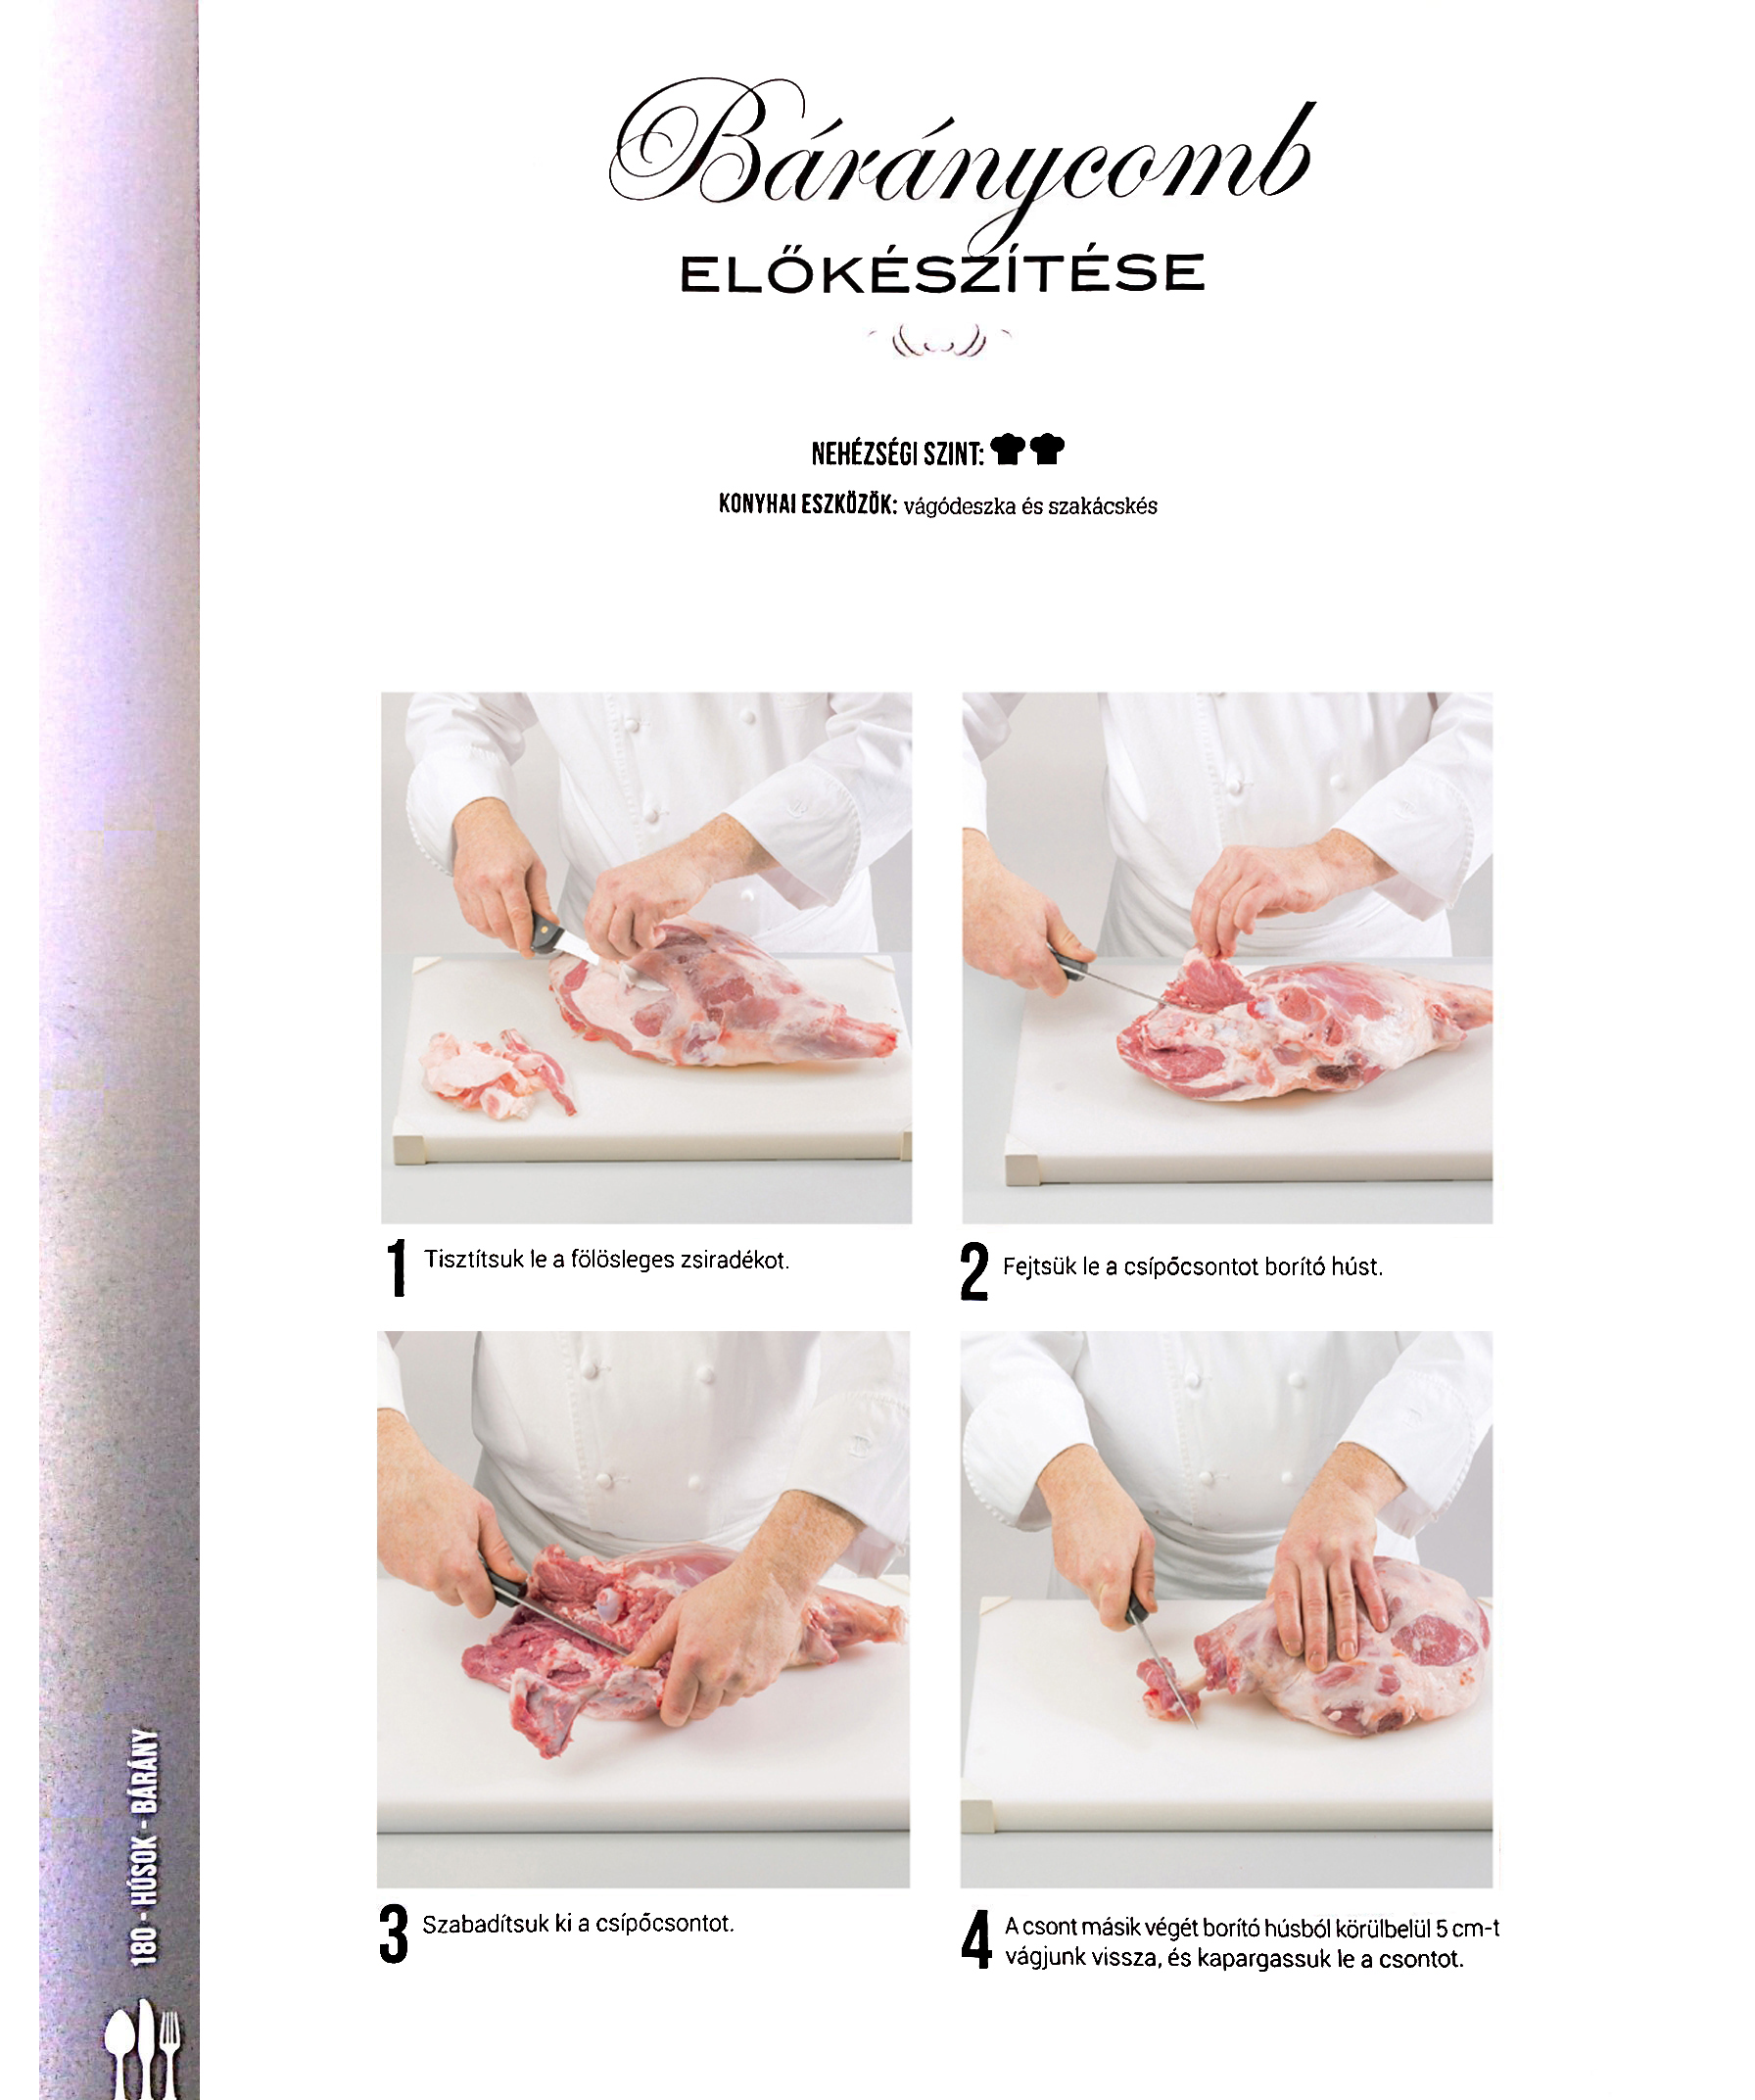 Báránycomb
ELŐKÉSZÍTÉSE
NEHÉZSÉGI SZINT:
KONYHAI ESZKÖZÖK: vágódeszka és szakácskés
1 Tisztítsuk le a fölösleges zsiradékot.
2 Fejtsük le a csípőcsontot borító húst.
3 Szabadítsuk ki a csípőcsontot.
4 A csont másik végét borító húsból körülbelül 5 cm-t
vágjunk vissza, és kapargassuk le a csontot.
180 - HÚSOK - BÁRÁNY